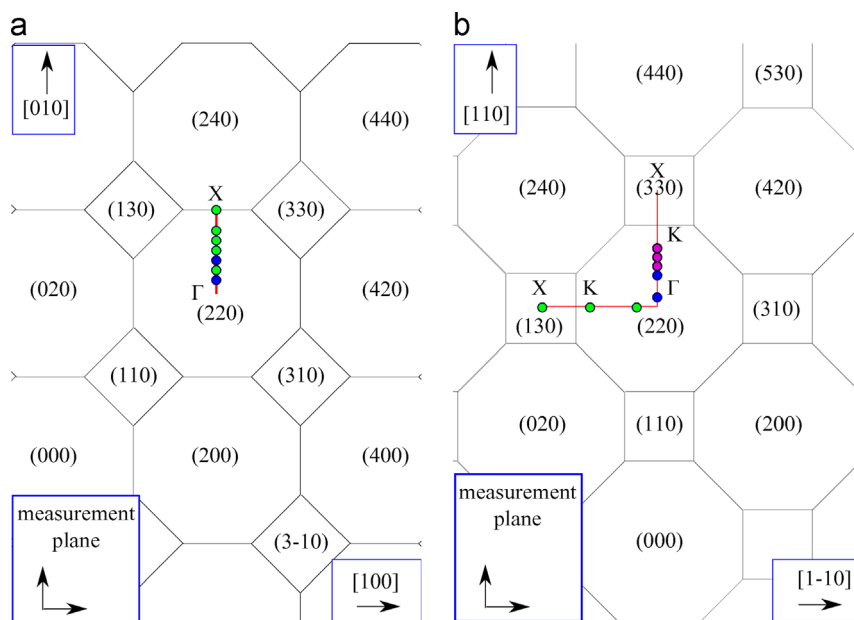 a
[010]
(240)
(440)
X
(130)
(330)
(020)
Γ
(420)
(220)
(110)
(310)
(000)
(200)
(400)
measurement
plane
(3-10)
[100]
b
[110]
(440)
(530)
X
(240)
(330)
(420)
K
X
K
Γ
(130)
(220)
(310)
(020)
(110)
(200)
measurement
plane
(000)
[1-10]